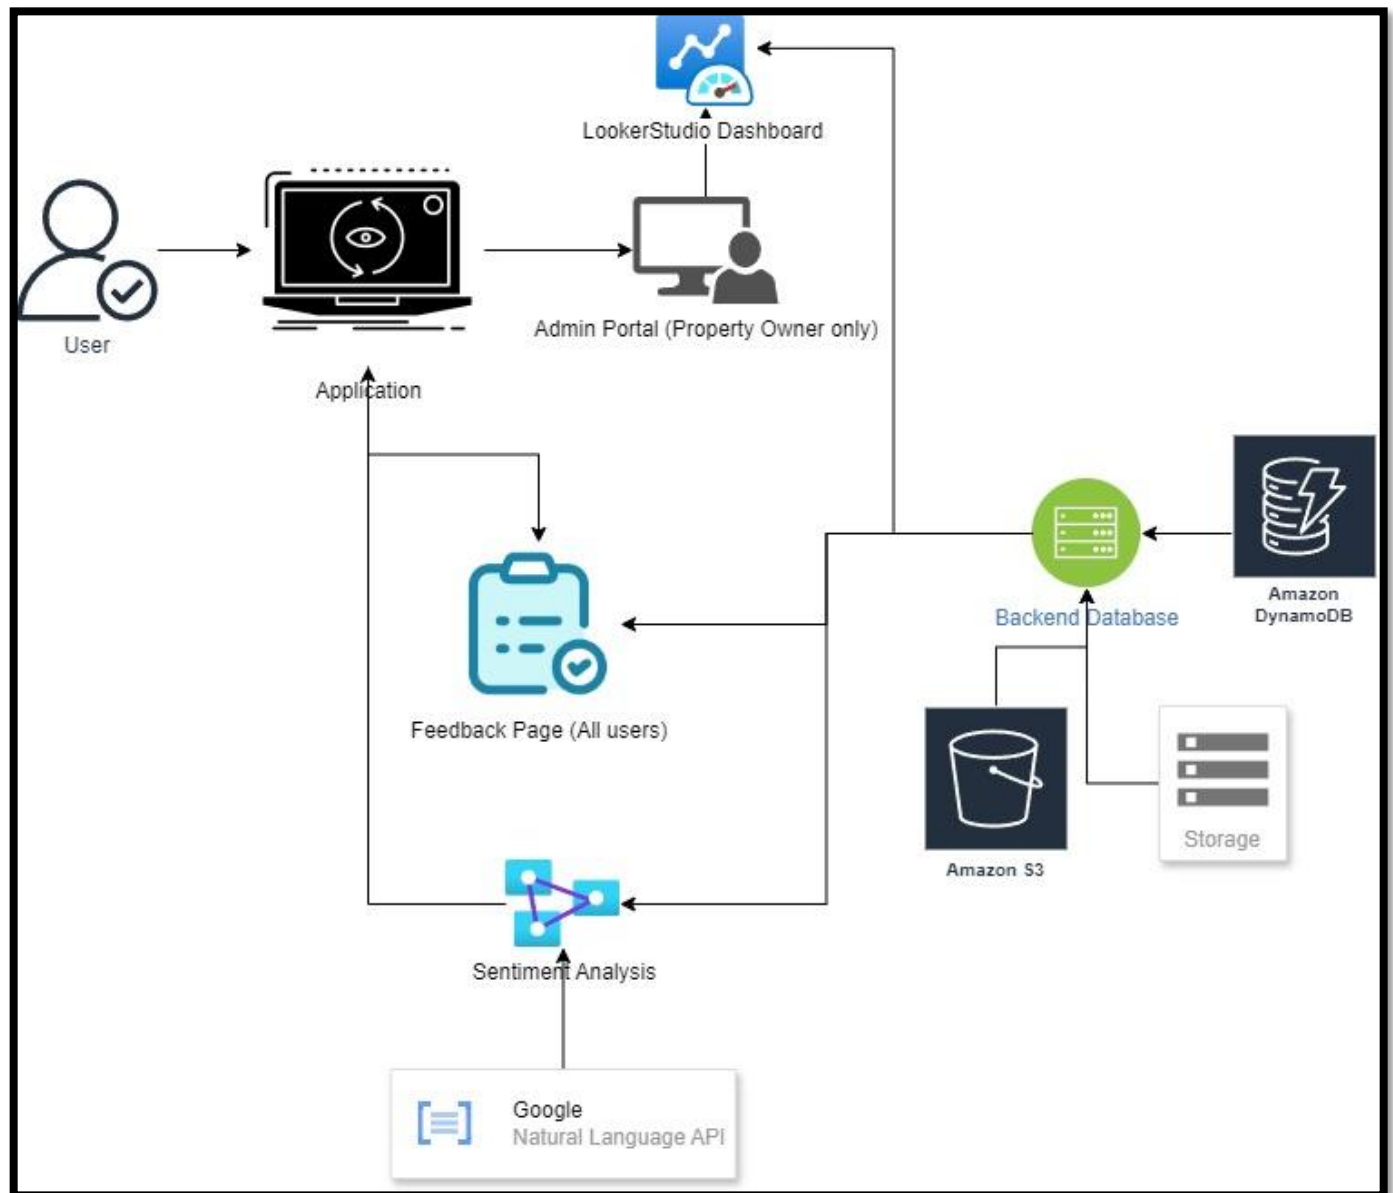 LookerStudio Dashboard
User
Admin Portal (Property Owner only)
Application
Amazon
DynamoDB
Backend Database
Feedback Page (All users)
Storage
Amazon S3
Sentiment Analysis
Google
Natural Language API